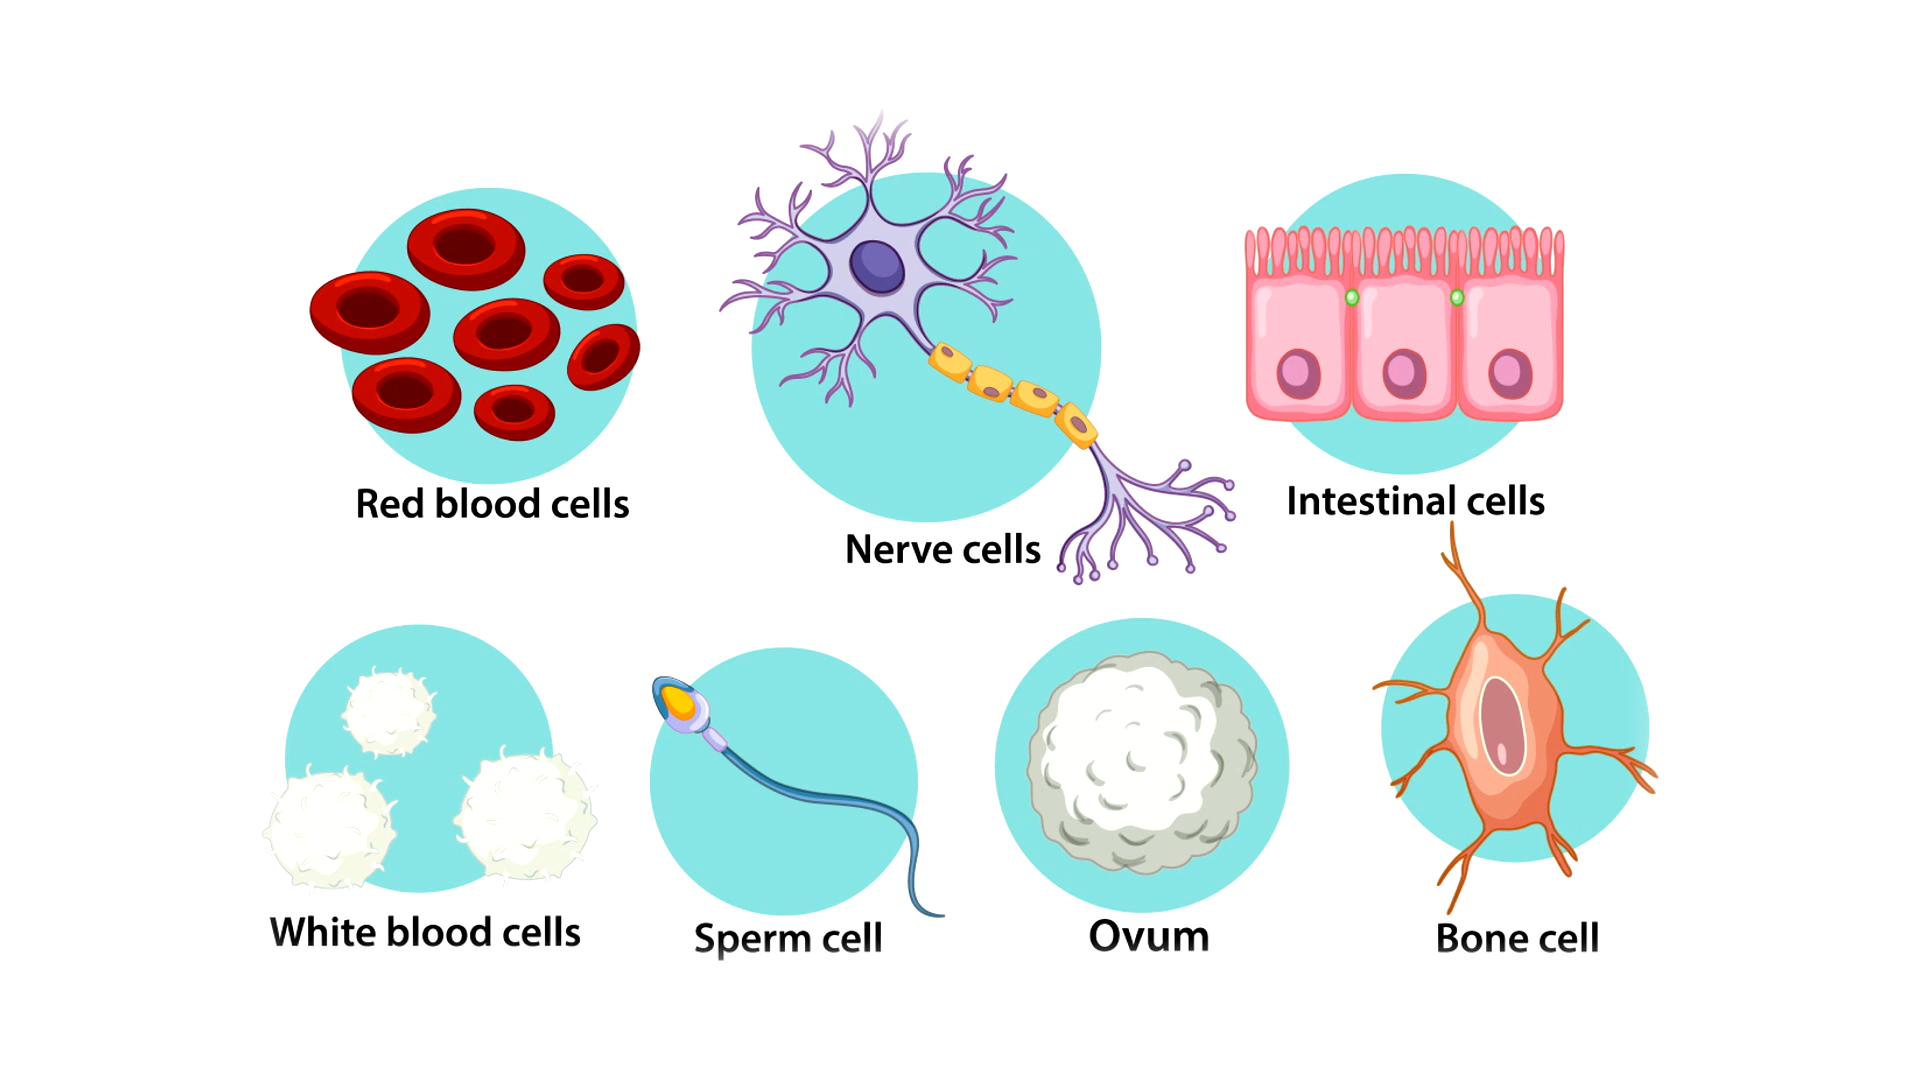 Red blood cells
Nerve cells
Intestinal cells
White blood cells
Sperm cell
Ovum
Bone cell